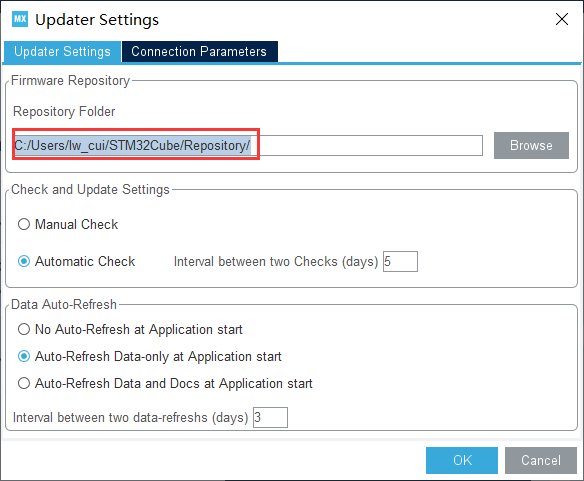 MX Updater Settings
Updater Settings Connection Parameters
Firmware Repository
Repository Folder
C:/Users/lw_cui/STM32Cube/Repository/ Browse
Check and Update Settings
Manual Check
Automatic Check Interval between two Checks (days) 5
Data Auto-Refresh
No Auto-Refresh at Application start
Auto-Refresh Data-only at Application start
Auto-Refresh Data and Docs at Application start
Interval between two data-refreshs (days) 3
OK Cancel